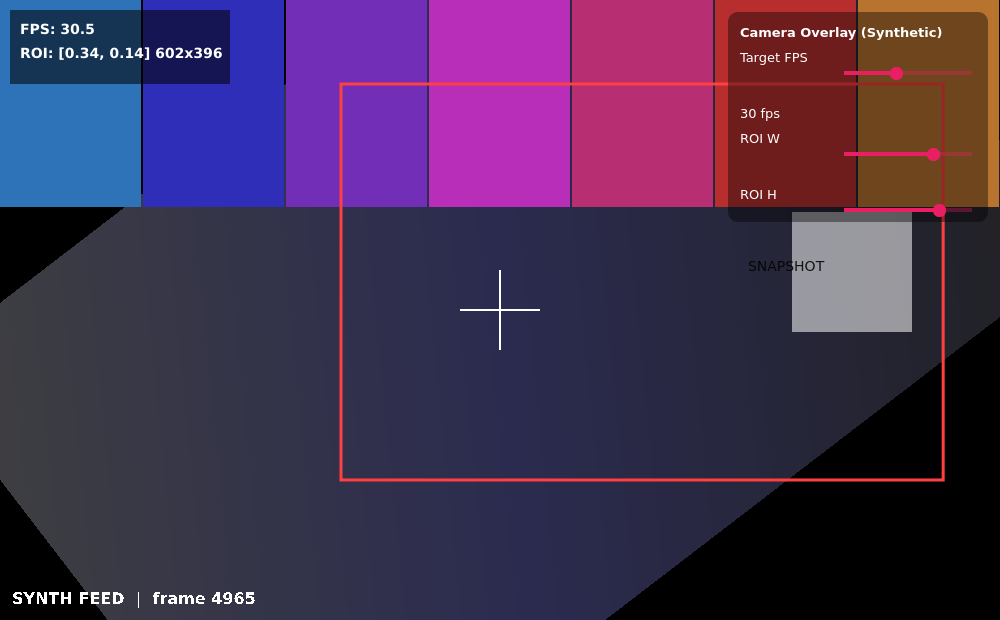 FPS: 30.5
ROI: [0.34, 0.14] 602x396
Camera Overlay (Synthetic)
Target FPS
30 fps
ROI W
ROI H
SNAPSHOT
SYNTH FEED | frame 4965